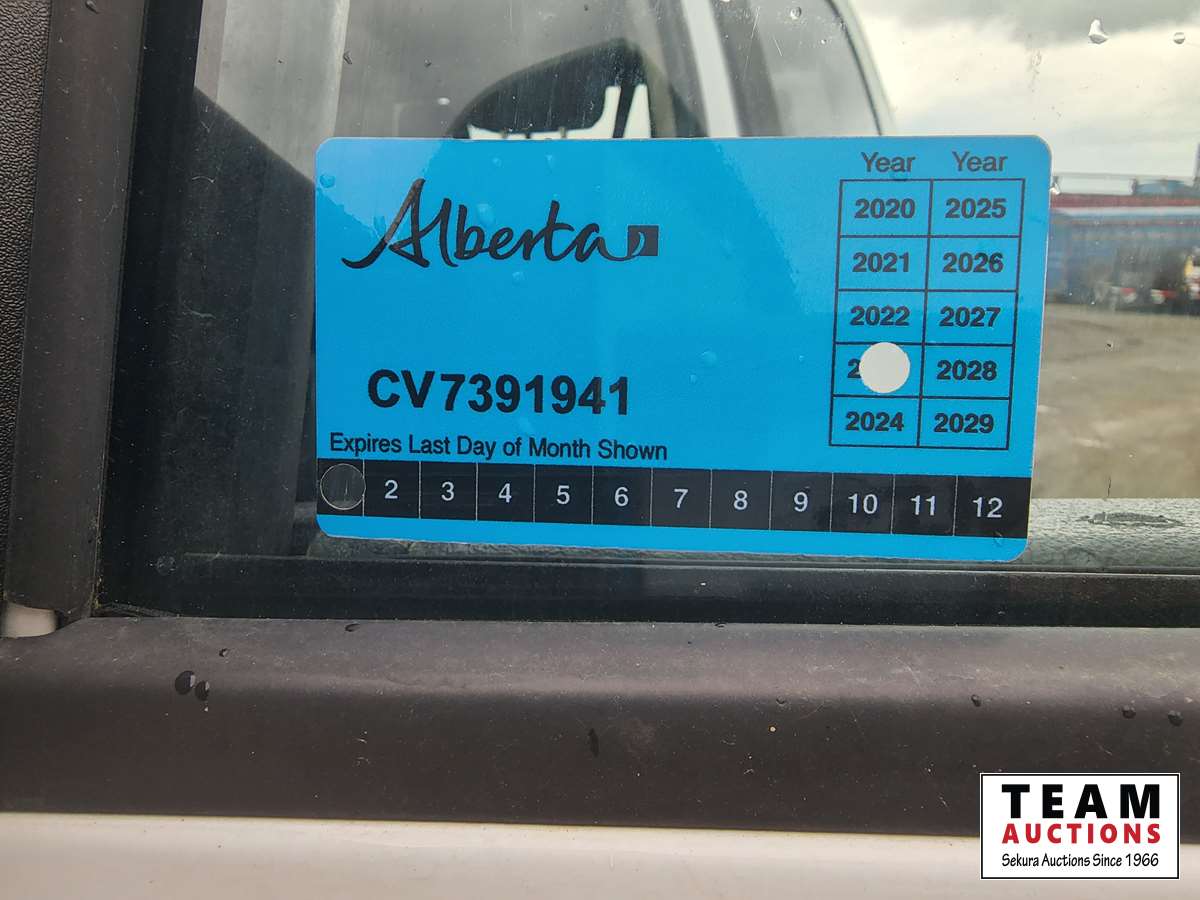 Alberta
Year Year
2020 2025
2021 2026
2022 2027
2028
2024 2029
CV7391941
Expires Last Day of Month Shown
2 3 4 5 6 7 8 9 10 11 12
TEAM
AUCTIONS
Sekura Auctions Since 1966